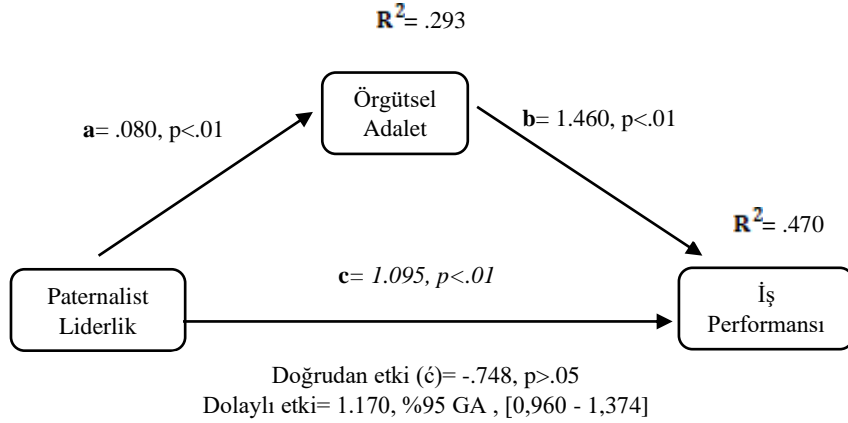 R²= .293
Örgütsel
Adalet
a= .080, p<.01
b= 1.460, p<.01
R²= .470
Paternalist
Liderlik
c= 1.095, p<.01
İş
Performansı
Doğrudan etki (ć)= -.748, p>.05
Dolaylı etki= 1.170, %95 GA , [0,960 - 1,374]